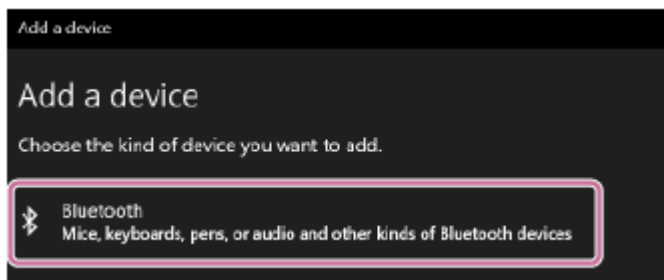 Add a device
Add a device
Choose the kind of device you want to add.
Bluetooth
Mice, keyboards, pens, or audio and other kinds of Bluetooth devices